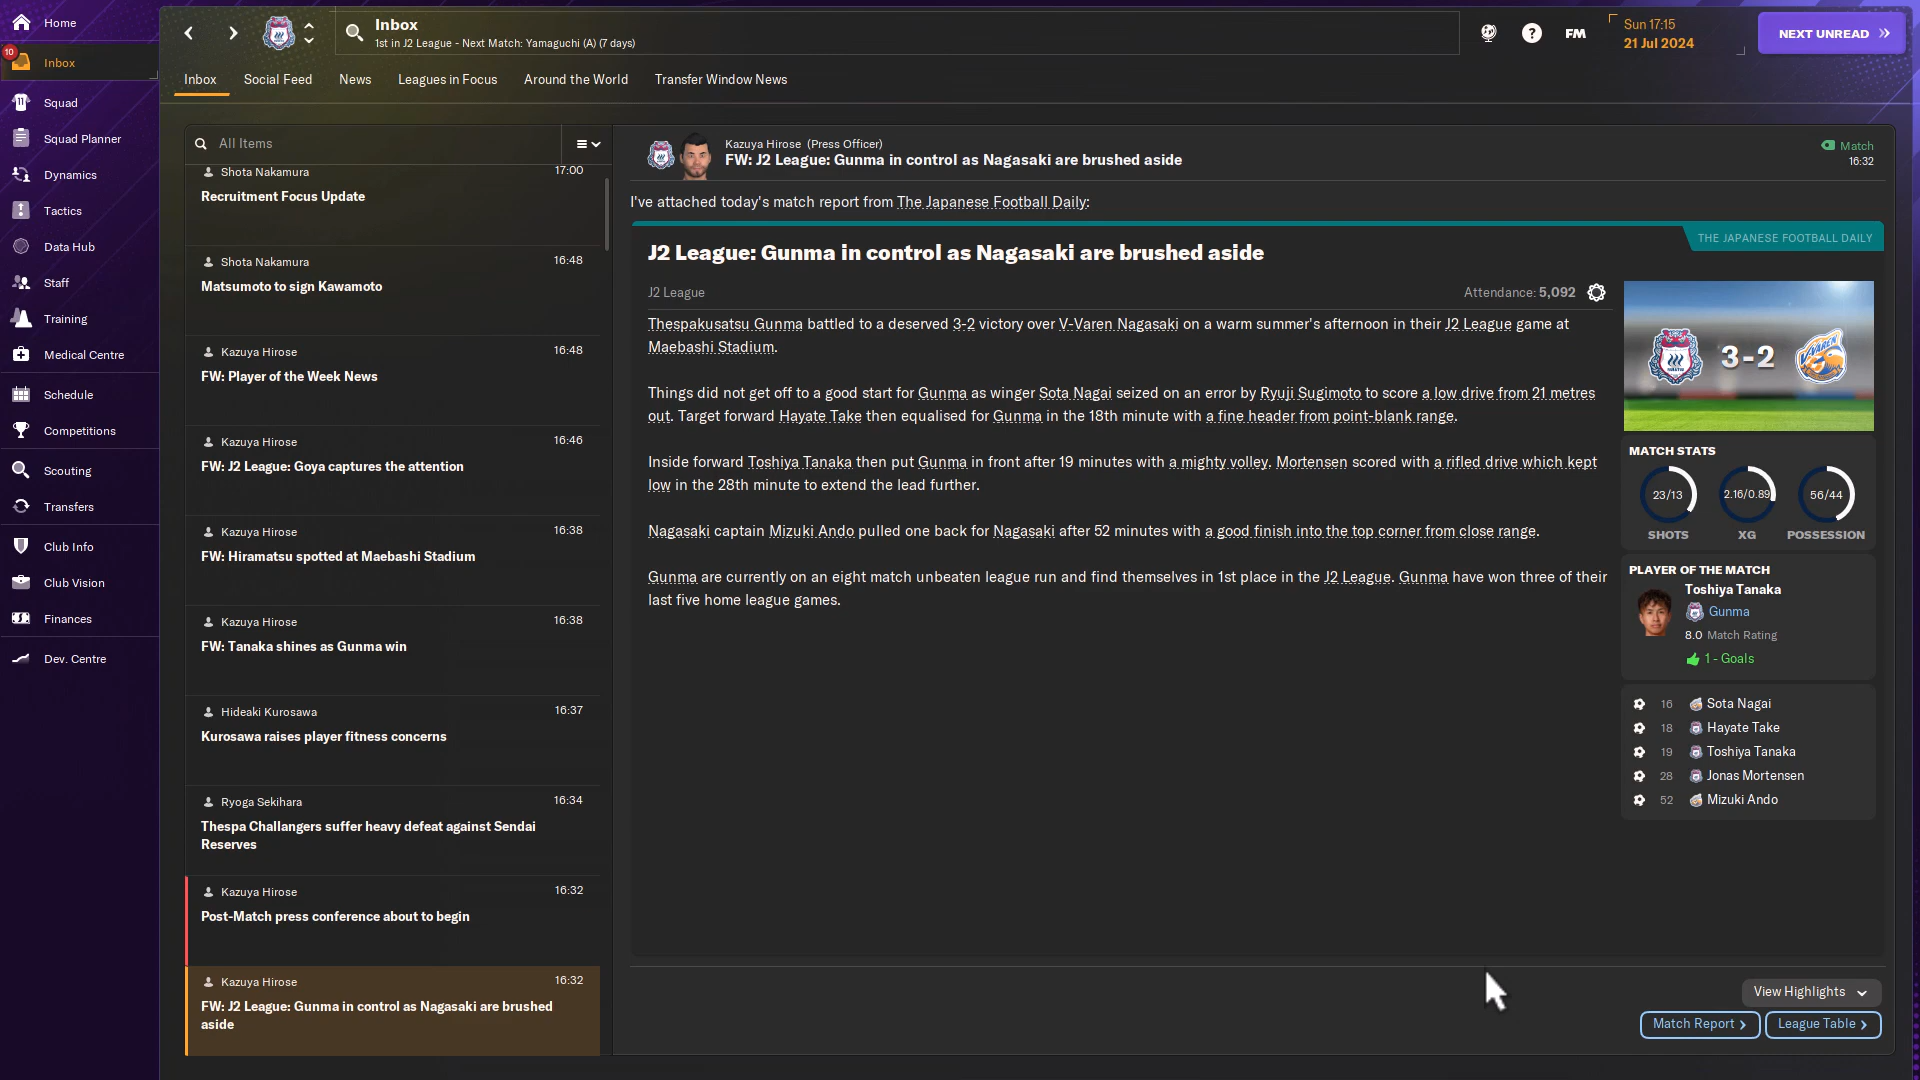 Home
10
Inbox
Squad
Squad Planner
Dynamics
Tactics
Data Hub
Staff
Training
Medical Centre
Schedule
Competitions
Scouting
Transfers
Club Info
Club Vision
Finances
Dev. Centre
Inbox
1st in J2 League - Next Match: Yamaguchi (A) (7 days)
?
FM
Sun 17:15
21 Jul 2024
NEXT UNREAD
Inbox
Social Feed
News
Leagues in Focus
Around the World
Transfer Window News
All Items
Shota Nakamura
17:00
Recruitment Focus Update
Shota Nakamura
16:48
Matsumoto to sign Kawamoto
Kazuya Hirose
16:48
FW: Player of the Week News
Kazuya Hirose
16:46
FW: J2 League: Goya captures the attention
Kazuya Hirose
16:38
FW: Hiramatsu spotted at Maebashi Stadium
Kazuya Hirose
16:38
FW: Tanaka shines as Gunma win
Hideaki Kurosawa
16:37
Kurosawa raises player fitness concerns
Ryoga Sekihara
16:34
Thespa Challangers suffer heavy defeat against Sendai
Reserves
Kazuya Hirose
16:32
Post-Match press conference about to begin
Kazuya Hirose
16:32
FW: J2 League: Gunma in control as Nagasaki are brushed
aside
Kazuya Hirose (Press Officer)
FW: J2 League: Gunma in control as Nagasaki are brushed aside
Match
16:32
I've attached today's match report from The Japanese Football Daily:
THE JAPANESE FOOTBALL DAILY
J2 League: Gunma in control as Nagasaki are brushed aside
J2 League
Attendance: 5,092
Thespakusatsu Gunma battled to a deserved 3-2 victory over V-Varen Nagasaki on a warm summer's afternoon in their J2 League game at
Maebashi Stadium.
Things did not get off to a good start for Gunma as winger Sota Nagai seized on an error by Ryuji Sugimoto to score a low drive from 21 metres
out. Target forward Hayate Take then equalised for Gunma in the 18th minute with a fine header from point-blank range.
Inside forward Toshiya Tanaka then put Gunma in front after 19 minutes with a mighty volley. Mortensen scored with a rifled drive which kept
low in the 28th minute to extend the lead further.
Nagasaki captain Mizuki Ando pulled one back for Nagasaki after 52 minutes with a good finish into the top corner from close range.
Gunma are currently on an eight match unbeaten league run and find themselves in 1st place in the J2 League. Gunma have won three of their
last five home league games.
3-2
MATCH STATS
23/13
2.16/0.89
56/44
SHOTS
XG
POSSESSION
PLAYER OF THE MATCH
Toshiya Tanaka
Gunma
8.0 Match Rating
1 - Goals
16 Sota Nagai
18 Hayate Take
19 Toshiya Tanaka
28 Jonas Mortensen
52 Mizuki Ando
View Highlights
Match Report
League Table